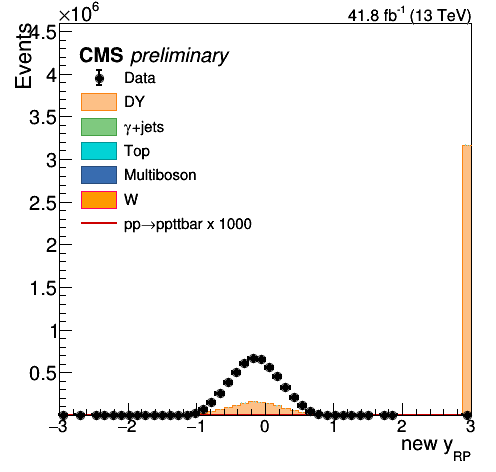 ×10⁶
41.8 fb⁻¹ (13 TeV)
Events
4.5
4
3.5
3
2.5
2
1.5
1
0.5
CMS preliminary
Data
DY
γ+jets
Top
Multiboson
W
pp→ppttbar x 1000
−3 −2 −1 0 1 2 3
new y_RP